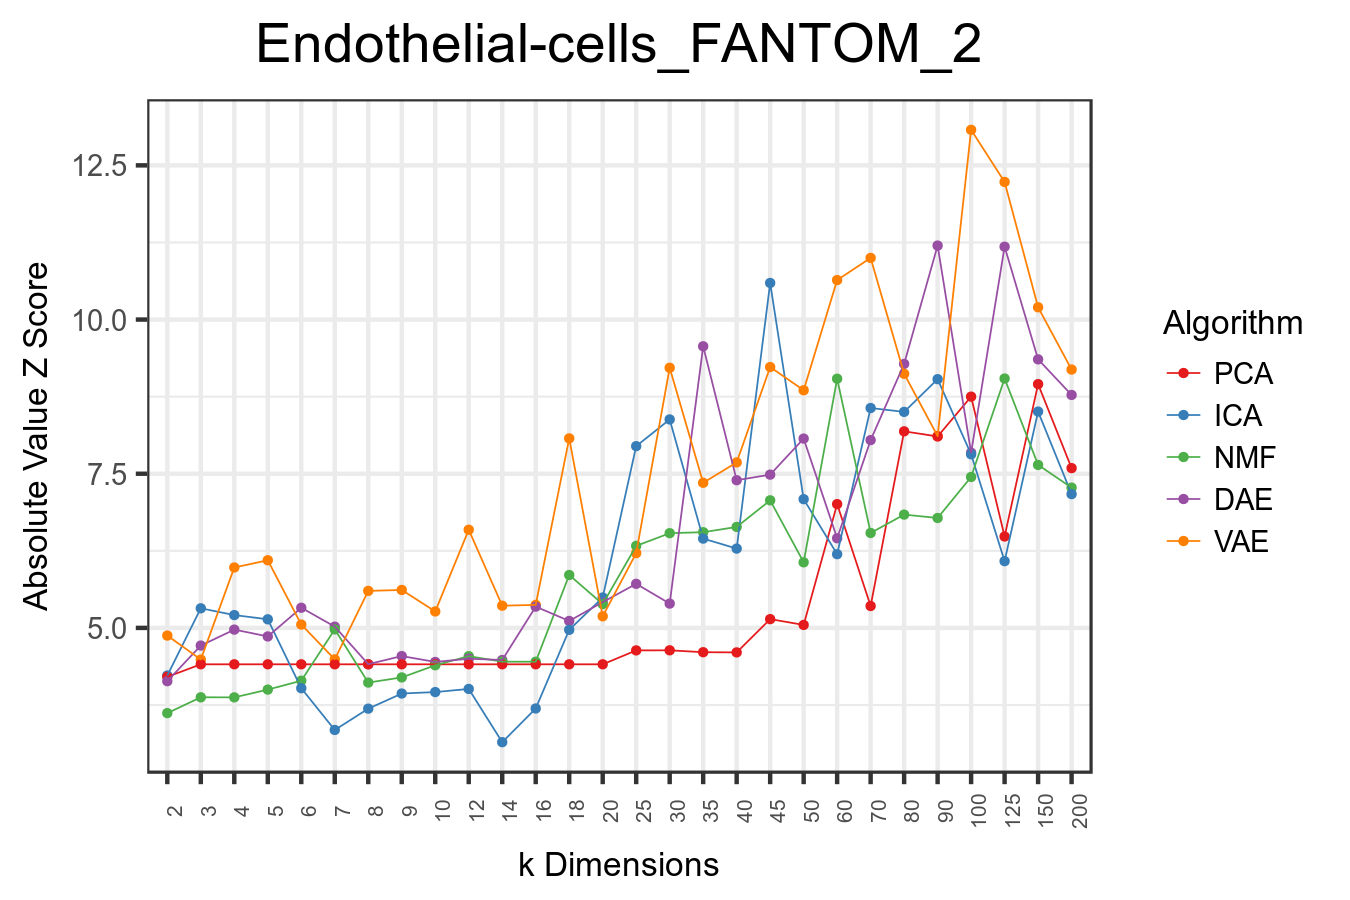 Endothelial-cells_FANTOM_2
Absolute Value Z Score
12.5
10.0
7.5
5.0
2 3 4 5 6 7 8 9 10 12 14 16 18 20 25 30 35 40 45 50 60 70 80 90 100 125 150 200
k Dimensions
Algorithm
PCA
ICA
NMF
DAE
VAE